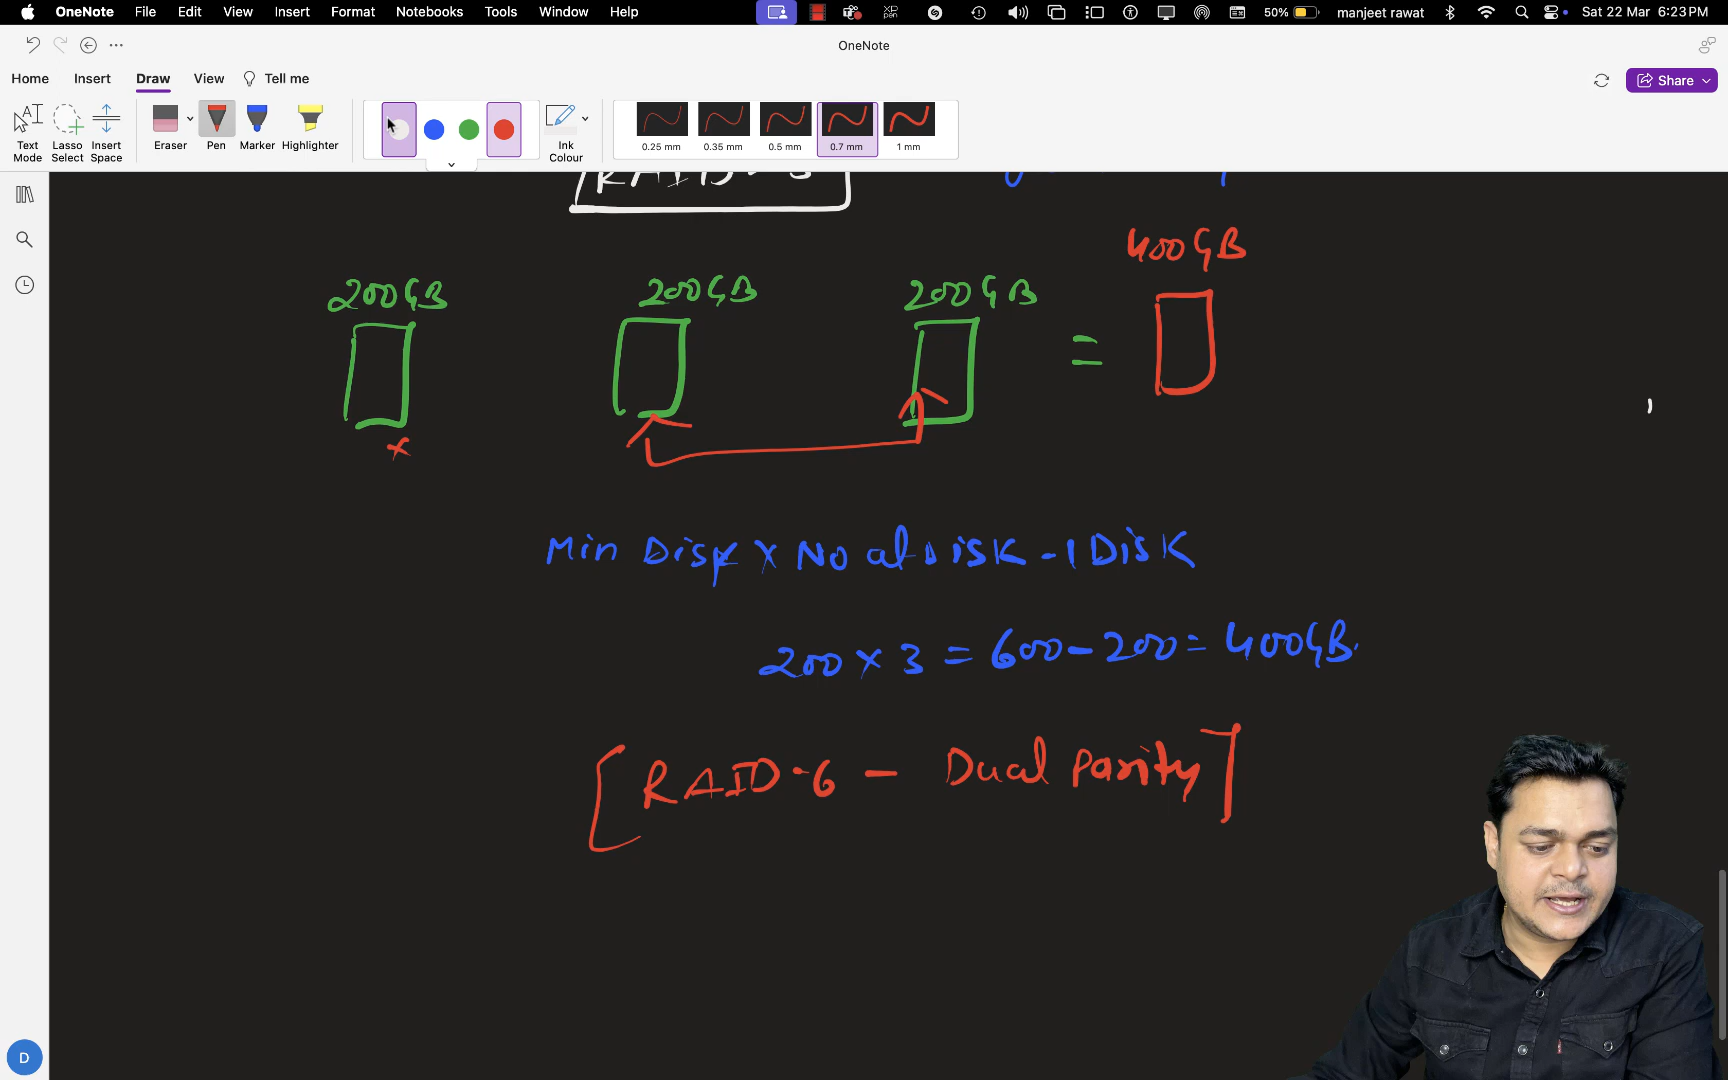 OneNote File Edit View Insert Format Notebooks Tools Window Help 50% manjeet rawat Sat 22 Mar 6:23 PM
OneNote
Home Insert Draw View Tell me Share
Text Mode Lasso Select Insert Space Eraser Pen Marker Highlighter Ink Colour 0.25 mm 0.35 mm 0.5 mm 0.7 mm 1 mm
400GB
200GB 200GB 200GB
=
x
Min Disk x No of Disk - 1 Disk
200 x 3 = 600 - 200 = 400GB.
[RAID-6 - Dual Parity]
D